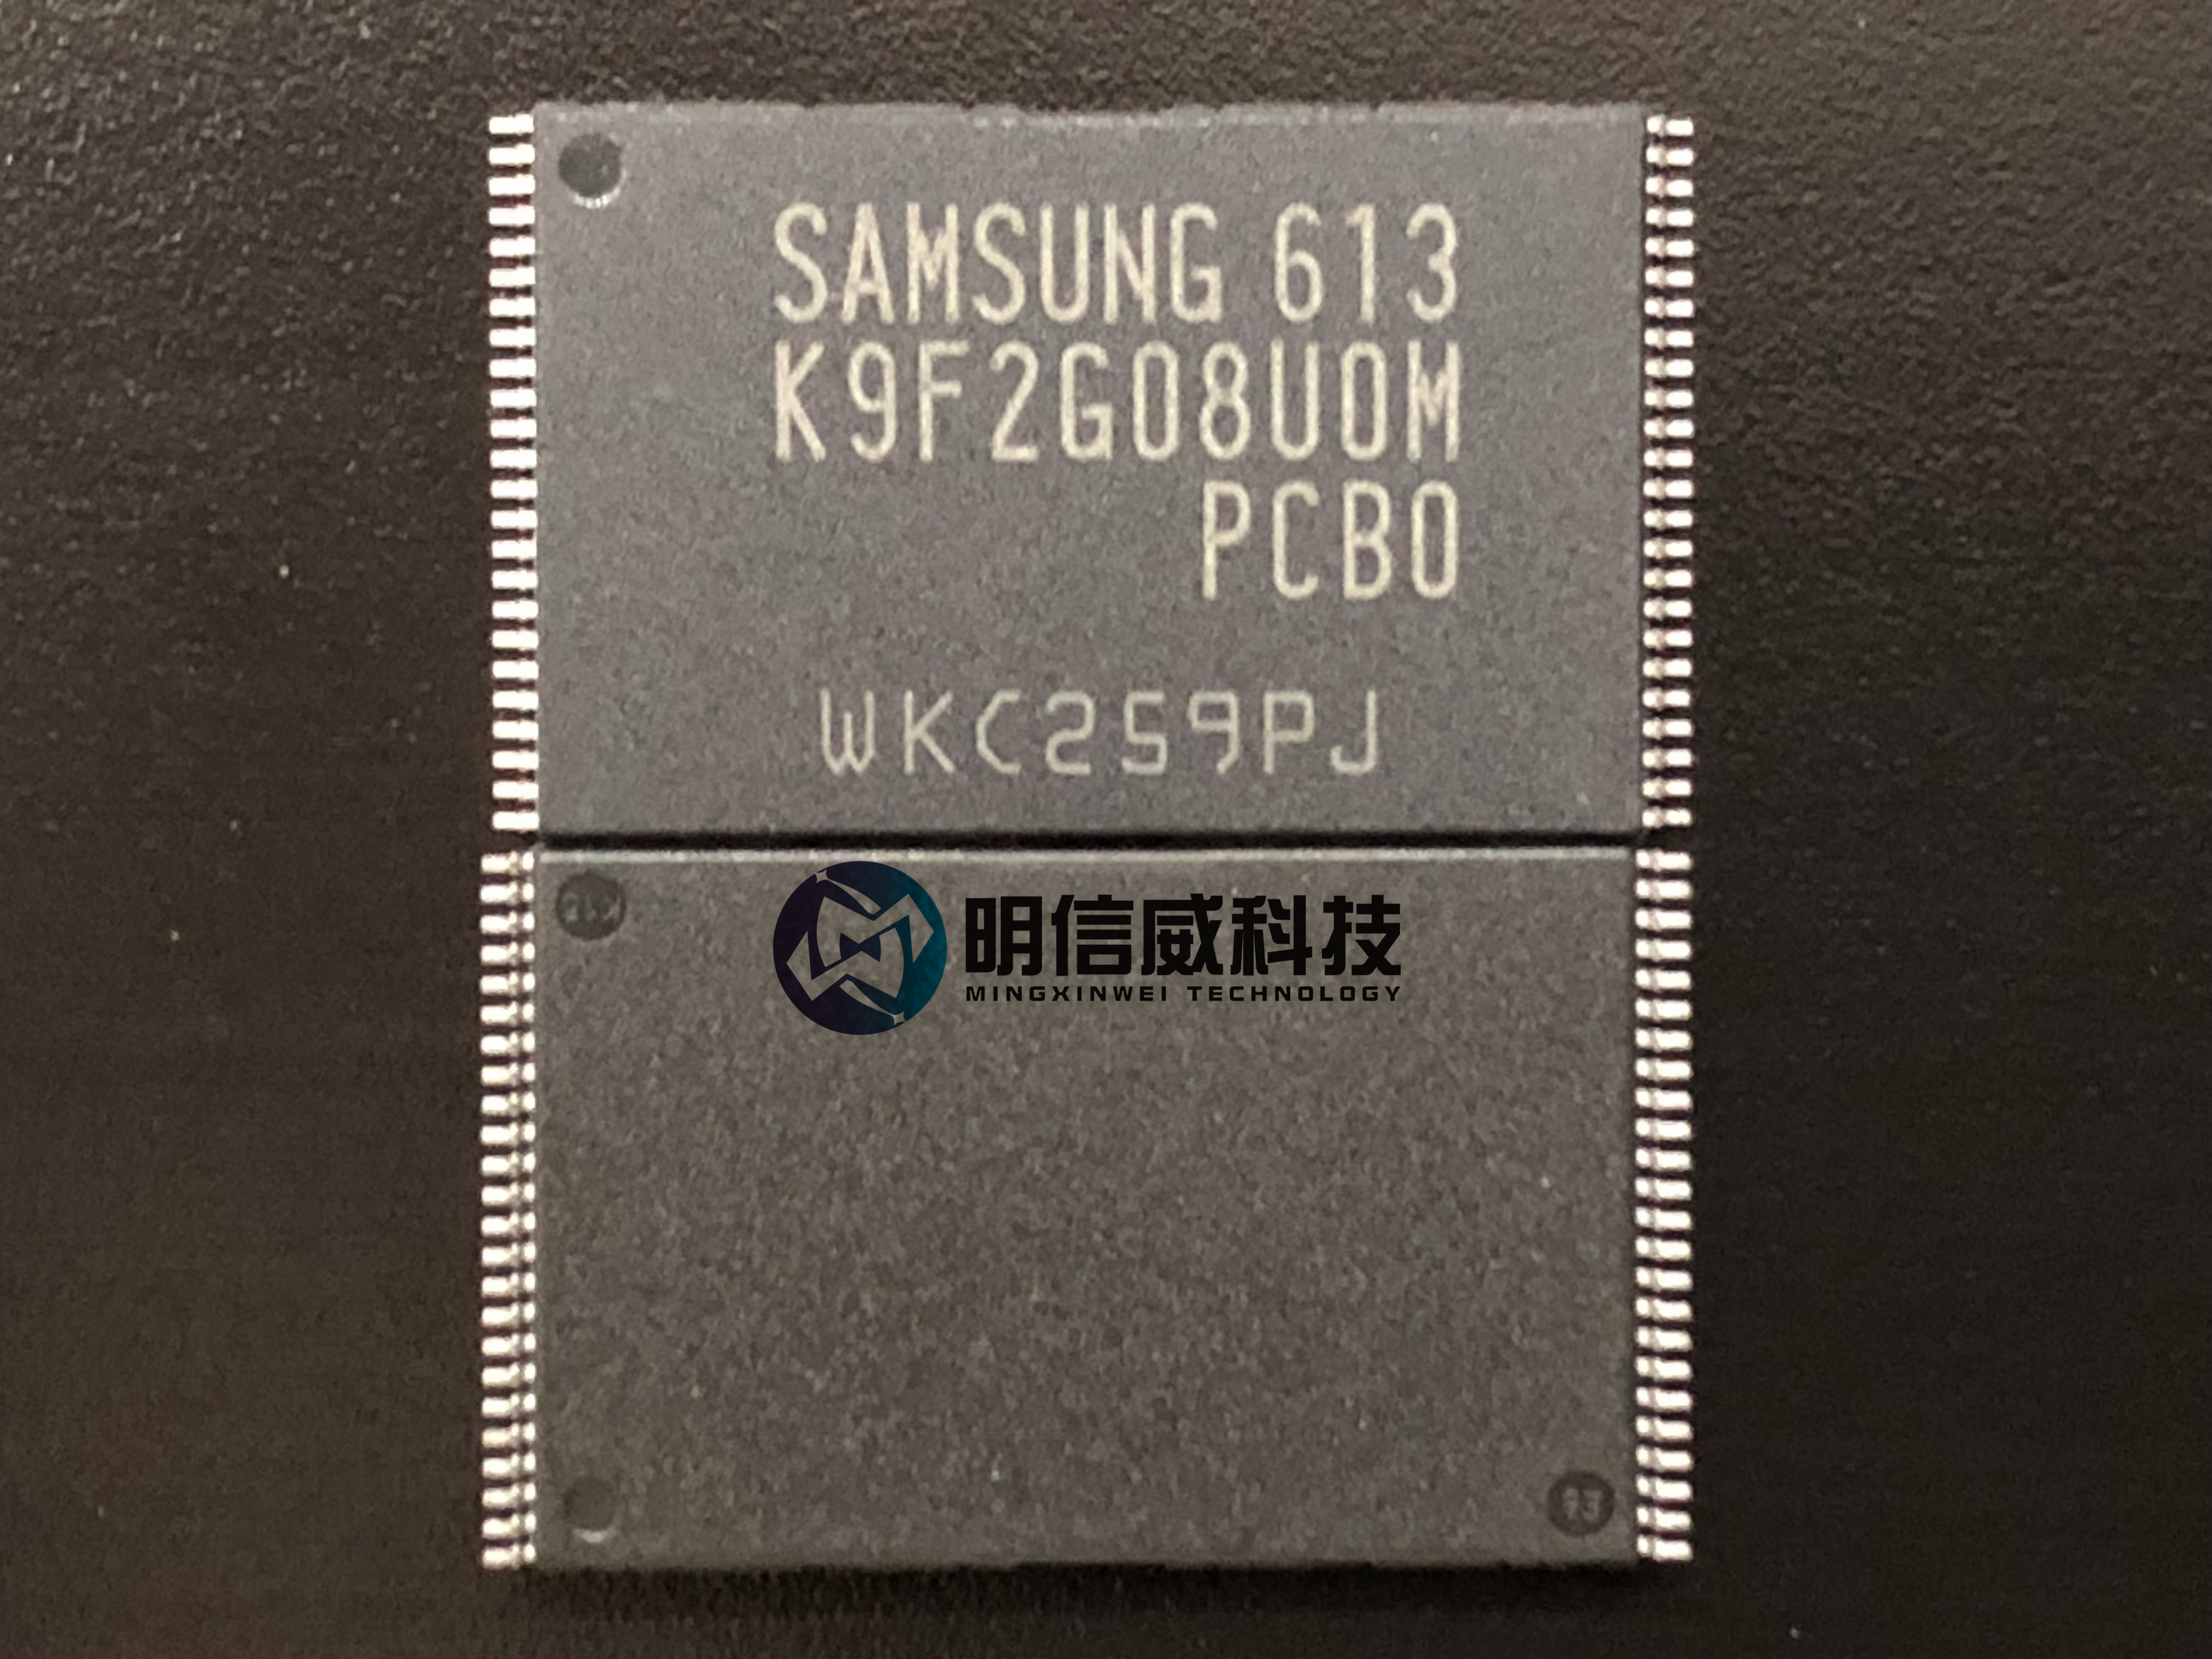 SAMSUNG 613
K9F2G08U0M
PCB0
WKC259PJ
明信威科技
MINGXINWEI TECHNOLOGY